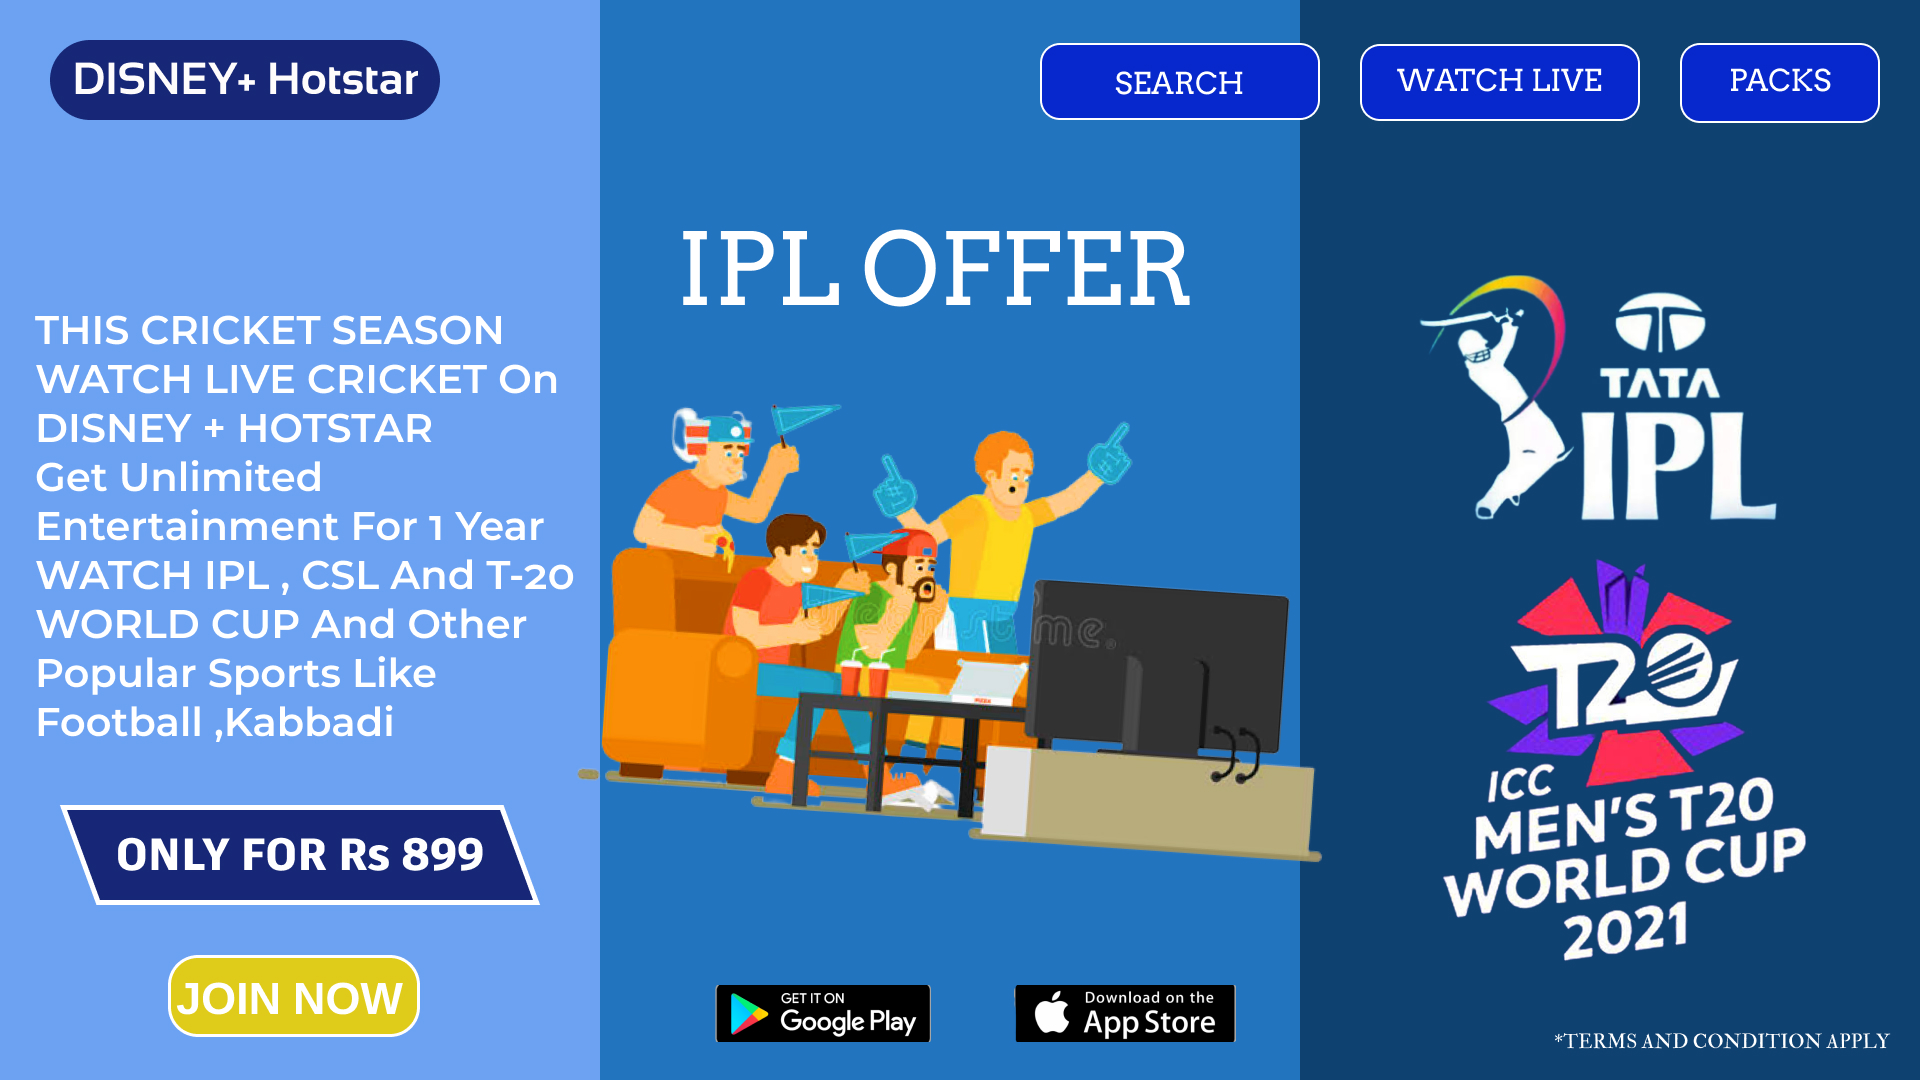 DISNEY+ Hotstar
SEARCH
WATCH LIVE
PACKS
IPL OFFER
THIS CRICKET SEASON
WATCH LIVE CRICKET On
DISNEY + HOTSTAR
Get Unlimited
Entertainment For 1 Year
WATCH IPL , CSL And T-20
WORLD CUP And Other
Popular Sports Like
Football ,Kabbadi
ONLY FOR Rs 899
JOIN NOW
GET IT ON
Google Play
Download on the
App Store
TATA
IPL
T20
ICC
MEN'S T20
WORLD CUP
2021
*TERMS AND CONDITION APPLY